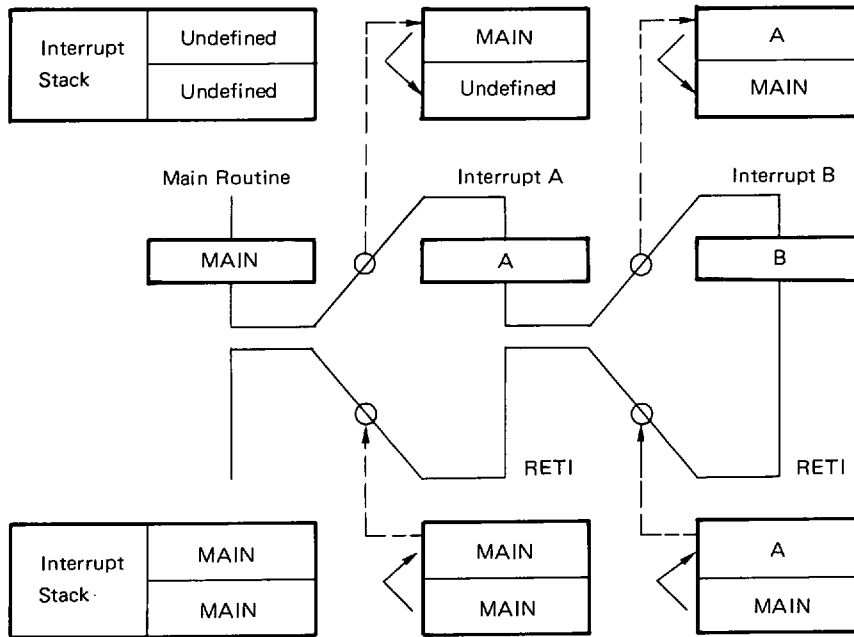 Interrupt
Stack
Undefined
Undefined
MAIN
Undefined
A
MAIN
Main Routine
Interrupt A
Interrupt B
MAIN
A
B
RETI
RETI
Interrupt
Stack
MAIN
MAIN
MAIN
MAIN
A
MAIN